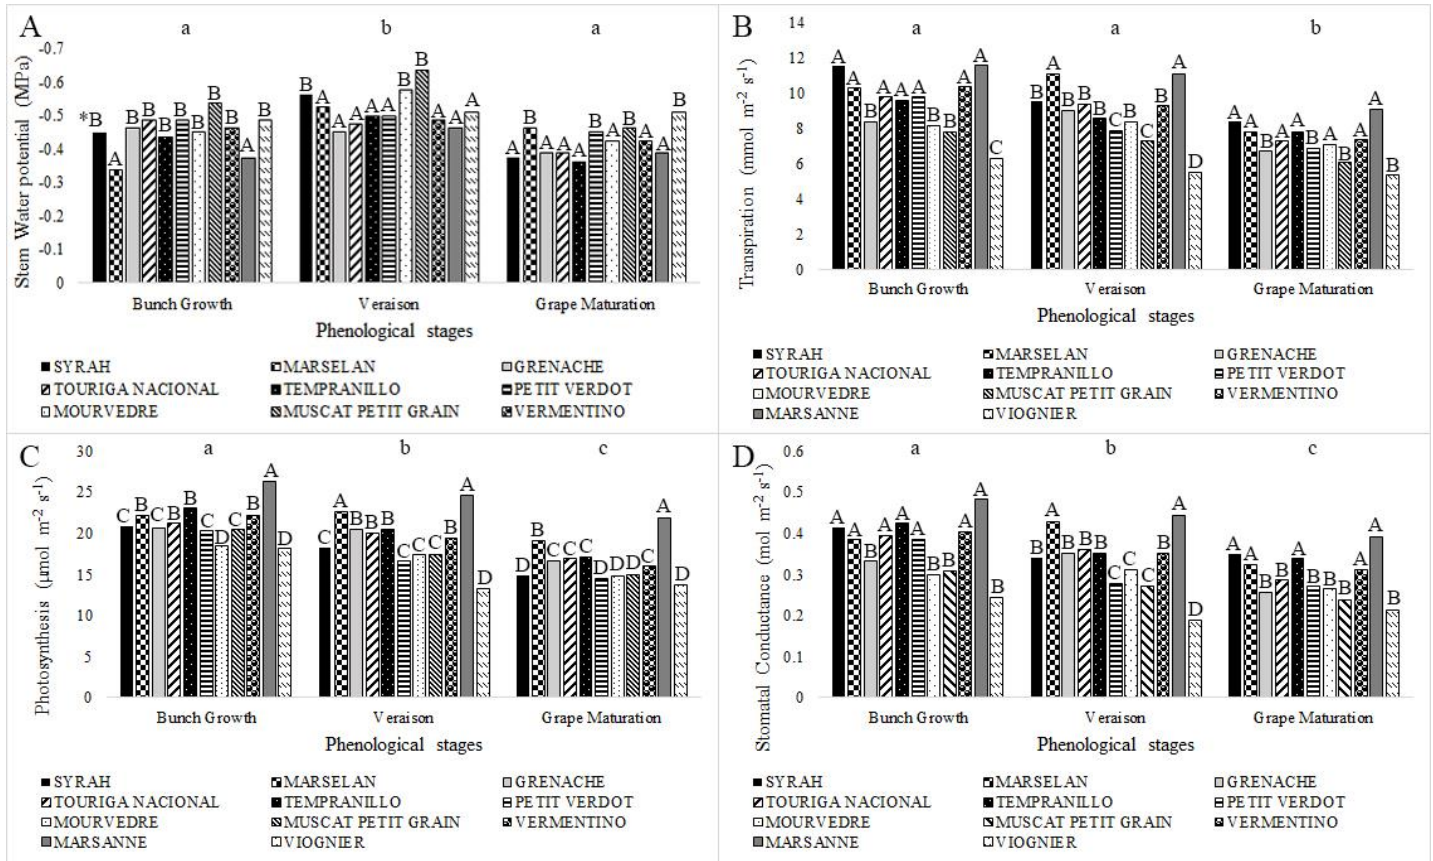 A
a
b
a
Stem Water potential (MPa)
-0.7
-0.6
-0.5
-0.4
-0.3
-0.2
-0.1
0
*B A B B B B B B B A B
B A A A A A B B A A A
A B A A A B A B A A B
Bunch Growth
Veraison
Grape Maturation
Phenological stages
SYRAH
MARSELAN
GRENACHE
TOURIGA NACIONAL
TEMPRANILLO
PETIT VERDOT
MOURVEDRE
MUSCAT PETIT GRAIN
VERMENTINO
B
a
a
b
Transpiration (mmol m-2 s-1)
14
12
10
8
6
4
2
0
A A B A A A B B A A C
B A B B B C B C B A D
A A B A A B A B A A B
Bunch Growth
Veraison
Grape Maturation
Phenological stages
SYRAH
MARSELAN
GRENACHE
TOURIGA NACIONAL
TEMPRANILLO
PETIT VERDOT
MOURVEDRE
MUSCAT PETIT GRAIN
VERMENTINO
MARSANNE
VIOGNIER
C
a
b
c
Photosynthesis (µmol m-2 s-1)
30
25
20
15
10
5
0
C B C B B C D C B A D
C A B B B C C C B A D
D B C C C D D D C A D
Bunch Growth
Veraison
Grape Maturation
Phenological stages
SYRAH
MARSELAN
GRENACHE
TOURIGA NACIONAL
TEMPRANILLO
PETIT VERDOT
MOURVEDRE
MUSCAT PETIT GRAIN
VERMENTINO
MARSANNE
VIOGNIER
D
a
b
c
Stomatal Conductance (mol m-2 s-1)
0.6
0.5
0.4
0.3
0.2
0.1
0
A A B A A A B B A A B
B A B B B C C C B A D
A A B B A B B B A A B
Bunch Growth
Veraison
Grape Maturation
Phenological stages
SYRAH
MARSELAN
GRENACHE
TOURIGA NACIONAL
TEMPRANILLO
PETIT VERDOT
MOURVEDRE
MUSCAT PETIT GRAIN
VERMENTINO
MARSANNE
VIOGNIER